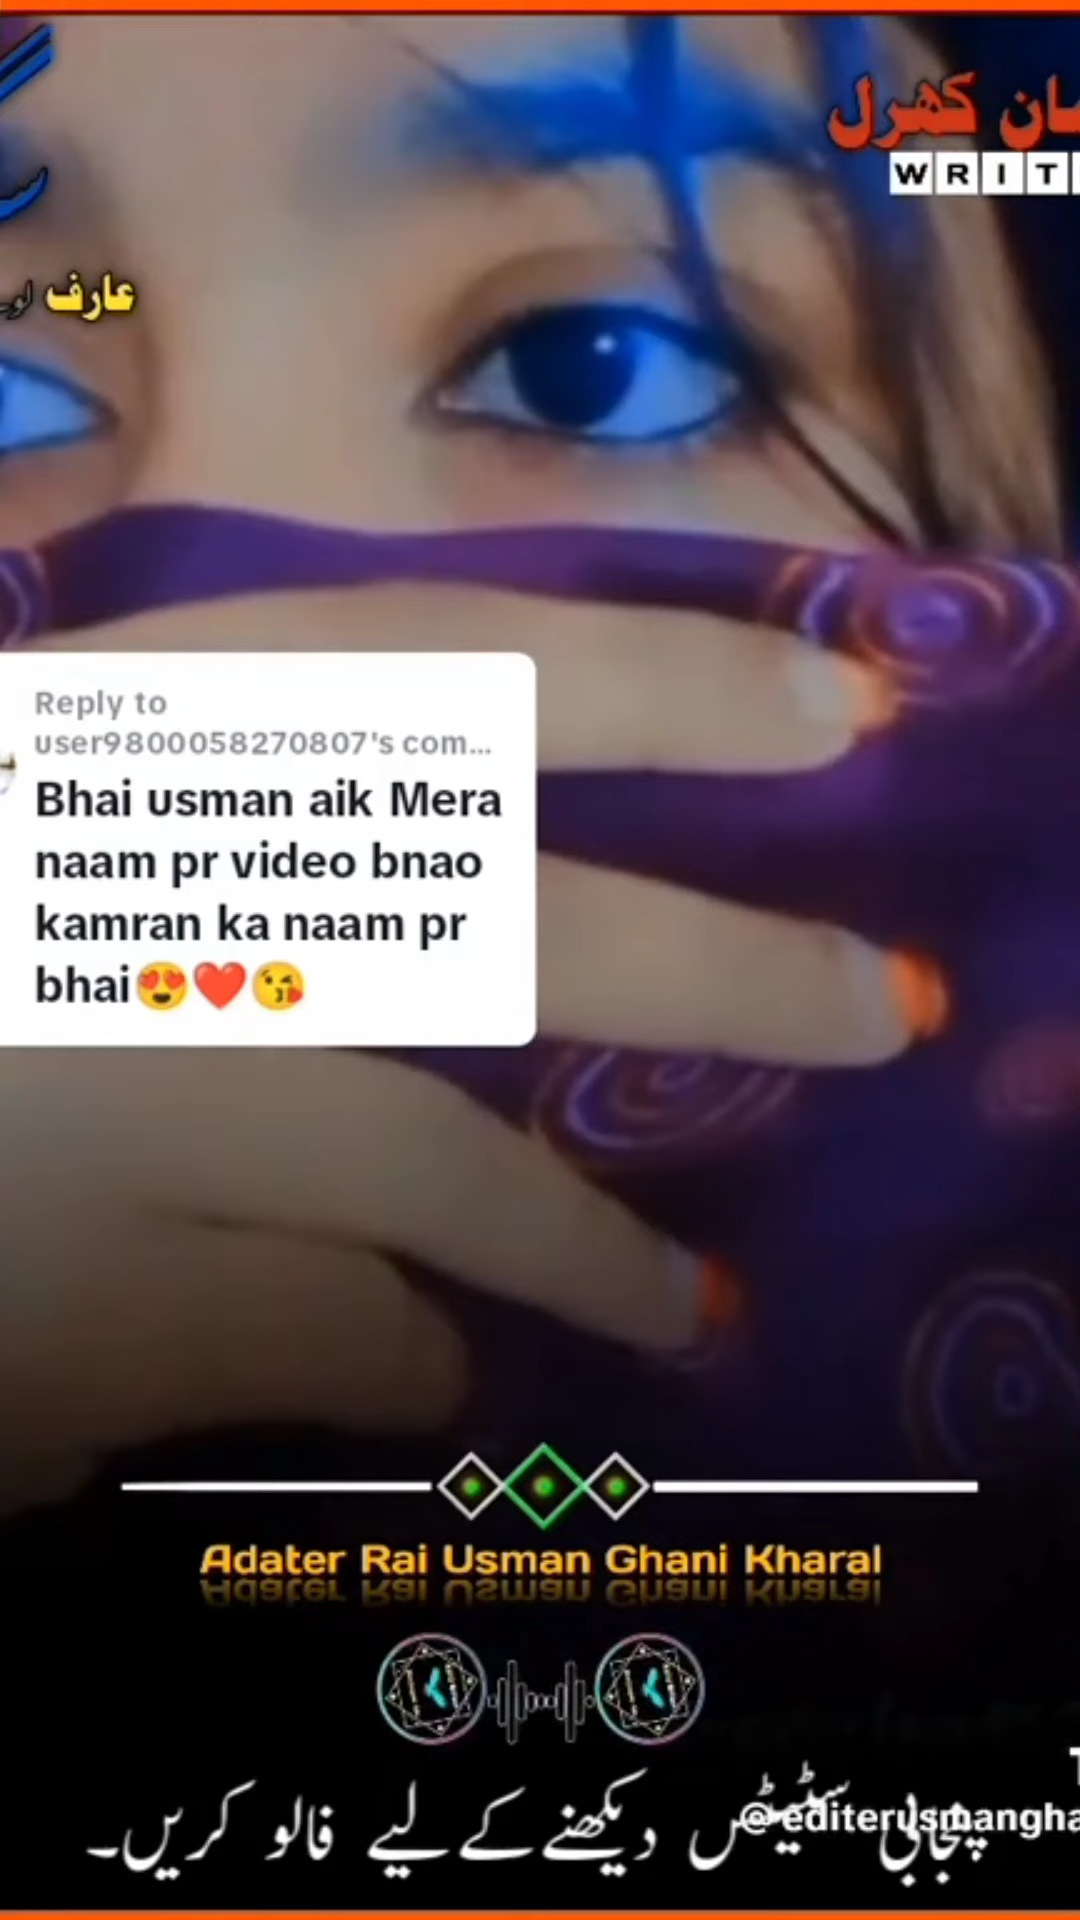 کھرل
WRIT
عارف
Reply to
user9800058270807's com...
Bhai usman aik Mera
naam pr video bnao
kamran ka naam pr
bhai😍❤️😘
Adater Rai Usman Ghani Kharal
پنجابی سٹیٹس دیکھنے کے لیے فالو کریں۔
@editerusmangha